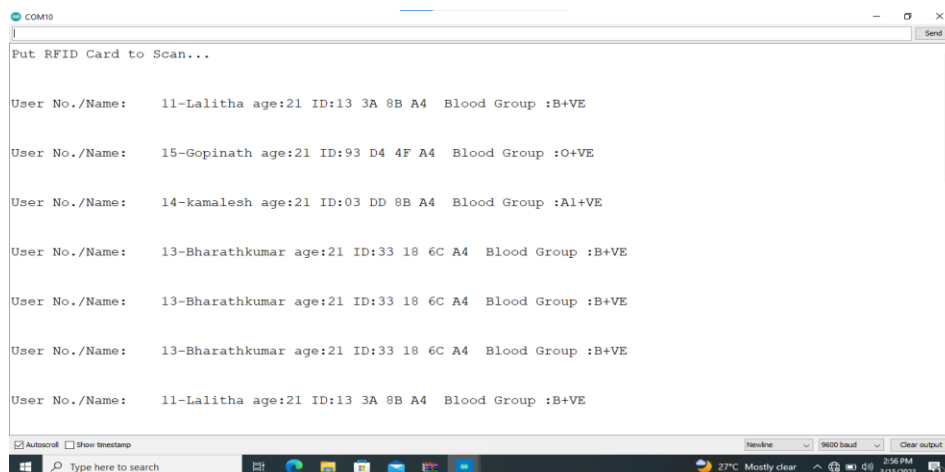 COM10
Send
Put RFID Card to Scan...
User No./Name: 11-Lalitha age:21 ID:13 3A 8B A4 Blood Group :B+VE
User No./Name: 15-Gopinath age:21 ID:93 D4 4F A4 Blood Group :O+VE
User No./Name: 14-kamalesh age:21 ID:03 DD 8B A4 Blood Group :A1+VE
User No./Name: 13-Bharathkumar age:21 ID:33 18 6C A4 Blood Group :B+VE
User No./Name: 13-Bharathkumar age:21 ID:33 18 6C A4 Blood Group :B+VE
User No./Name: 13-Bharathkumar age:21 ID:33 18 6C A4 Blood Group :B+VE
User No./Name: 11-Lalitha age:21 ID:13 3A 8B A4 Blood Group :B+VE
Autoscroll Show timestamp Newline 9600 baud Clear output
Type here to search 27°C Mostly clear 2:56 PM